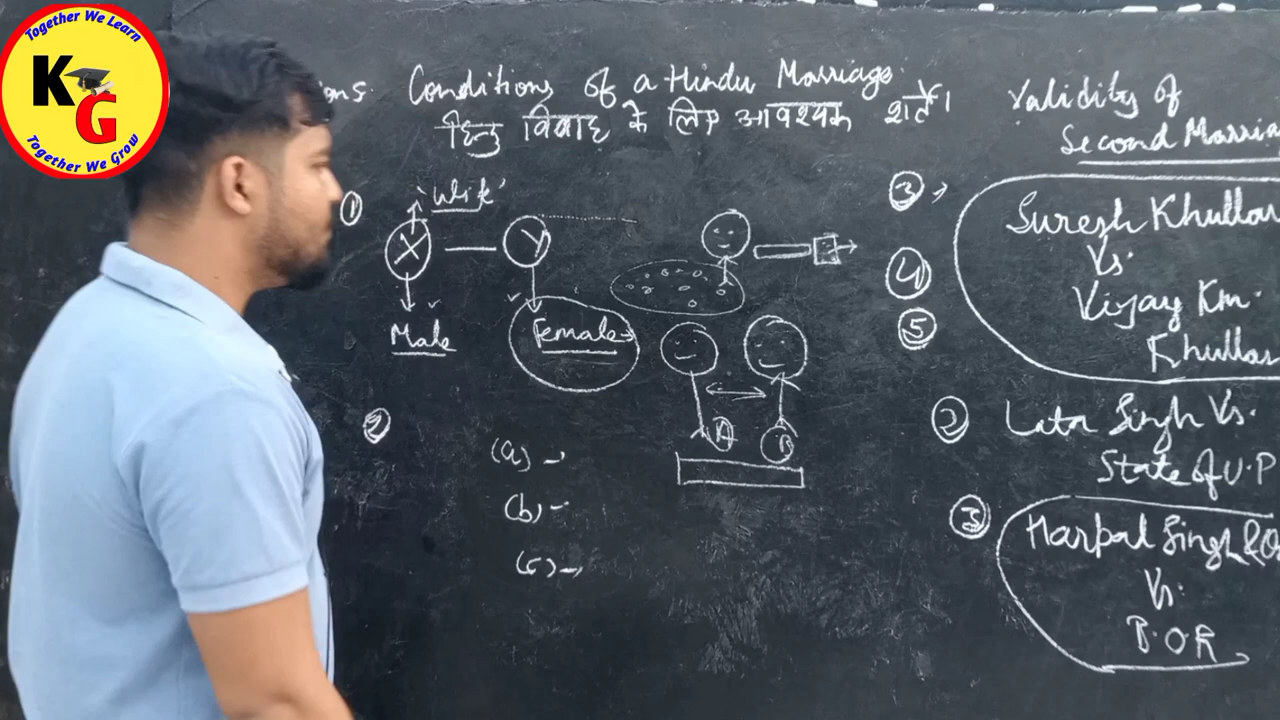 Together We Learn
KG
Together We Grow
ons. Conditions of a Hindu Marriage.
हिन्दु विवाह के लिए आवश्यक शर्ते।
Validity of
Second Marria
① 'Wife'
X — Y
Male
Female
②
(a)
(b)
(c)
A B
③
④
⑤
Suresh Khullar
Vs.
Vijay Km.
Khullar
② Lata Singh Vs.
State of U.P
③ Harpal Singh & O
Vs.
B.O.R